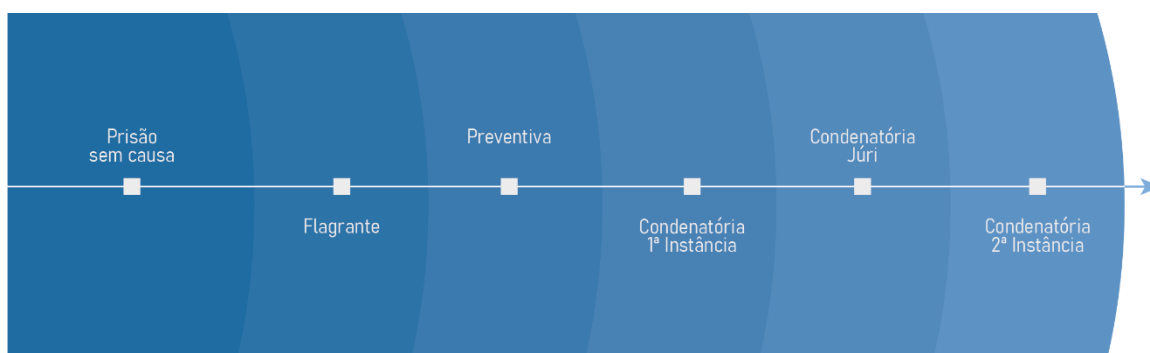 Prisão
sem causa
Flagrante
Preventiva
Condenatória
1ª Instância
Condenatória
Júri
Condenatória
2ª Instância